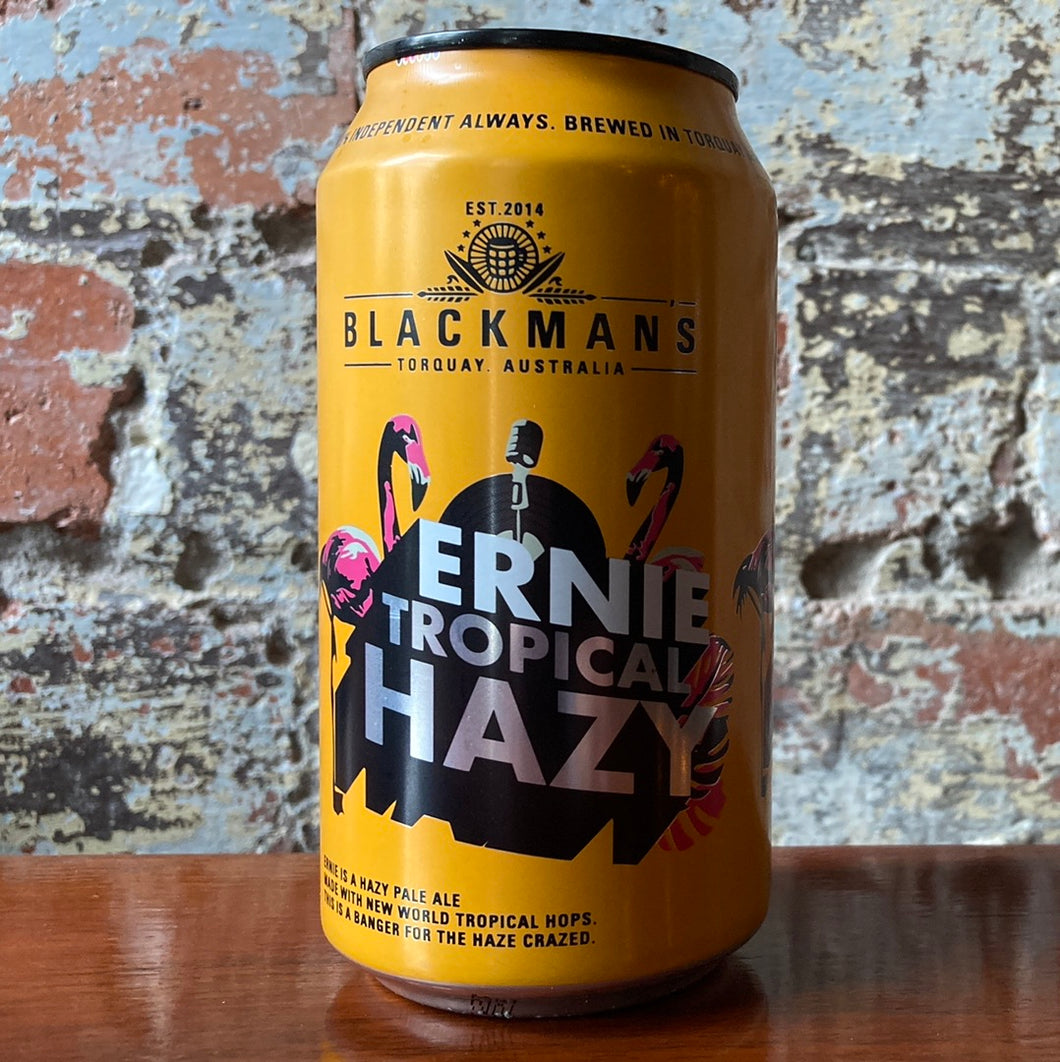 INDEPENDENT ALWAYS. BREWED IN TORQUAY
EST.2014
BLACKMAN'S
TORQUAY. AUSTRALIA
ERNIE
TROPICAL
HAZY
ERNIE IS A HAZY PALE ALE
MADE WITH NEW WORLD TROPICAL HOPS.
THIS IS A BANGER FOR THE HAZE CRAZED.